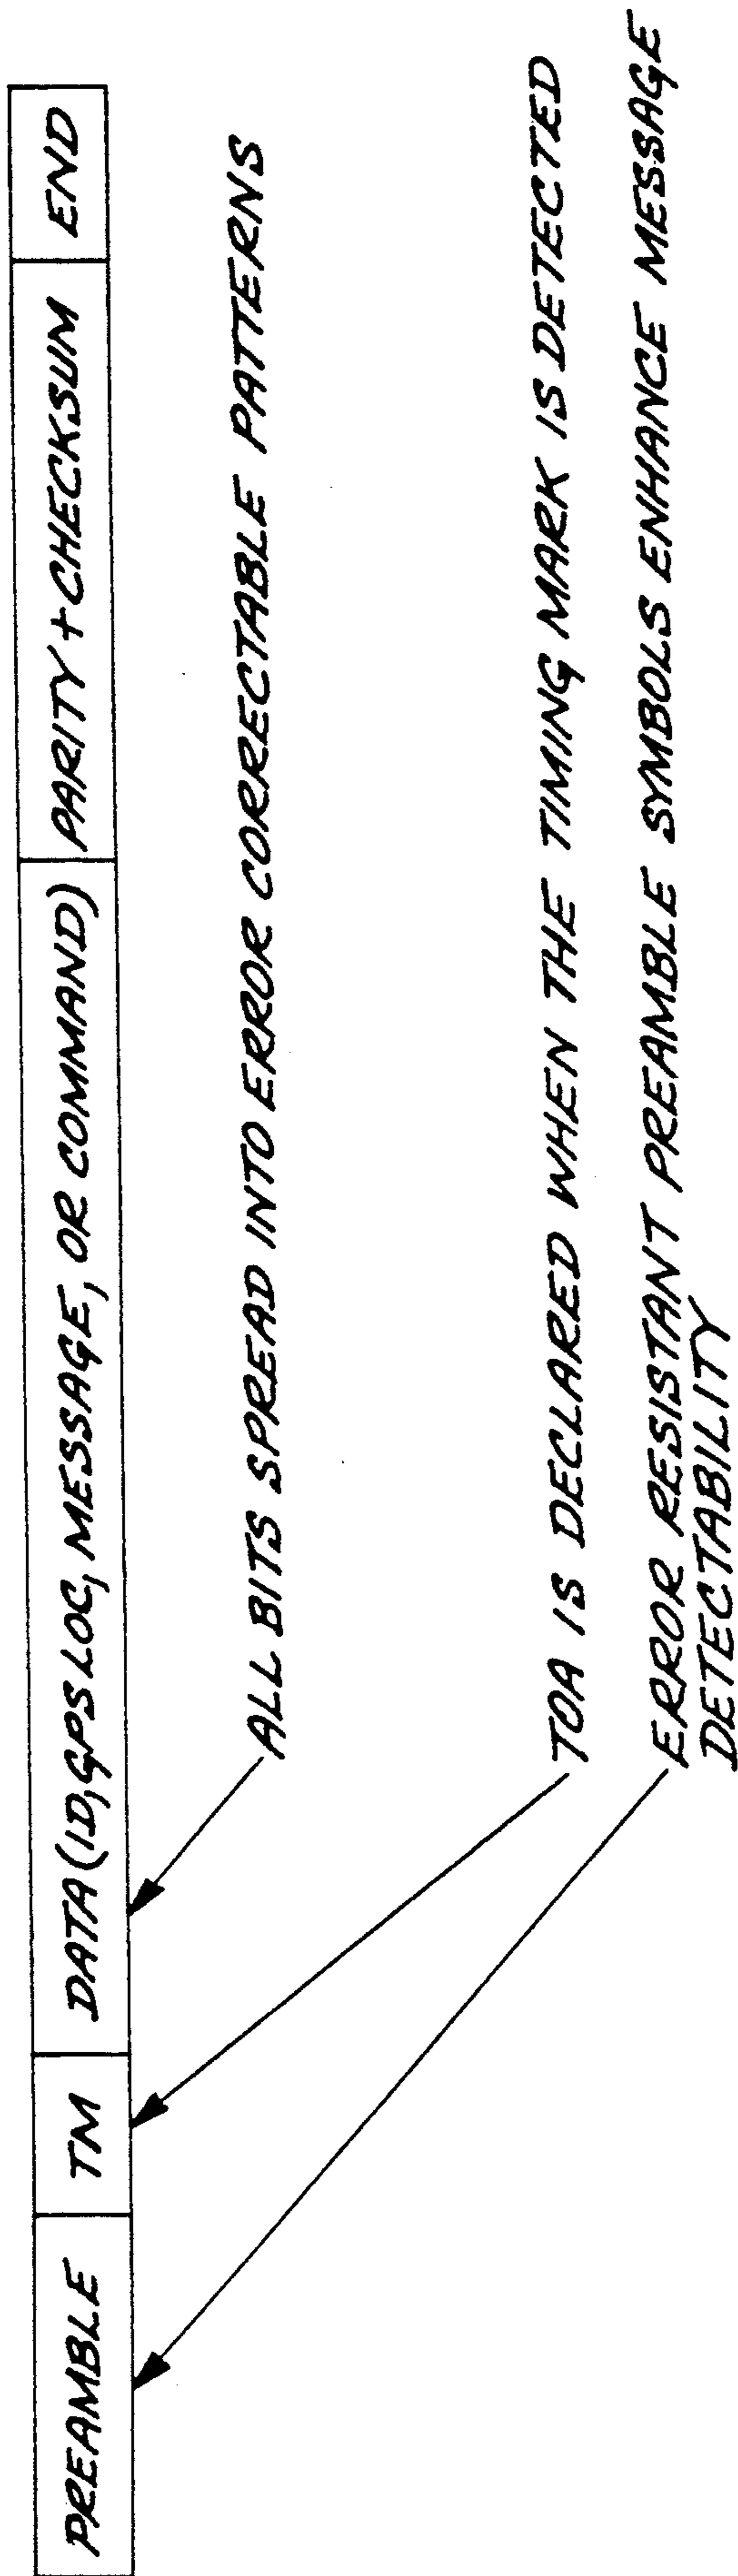 PREAMBLE TM DATA (ID, GPS LOC, MESSAGE, OR COMMAND) PARITY + CHECKSUM END
ALL BITS SPREAD INTO ERROR CORRECTABLE PATTERNS
TOA IS DECLARED WHEN THE TIMING MARK IS DETECTED
ERROR RESISTANT PREAMBLE SYMBOLS ENHANCE MESSAGE
DETECTABILITY